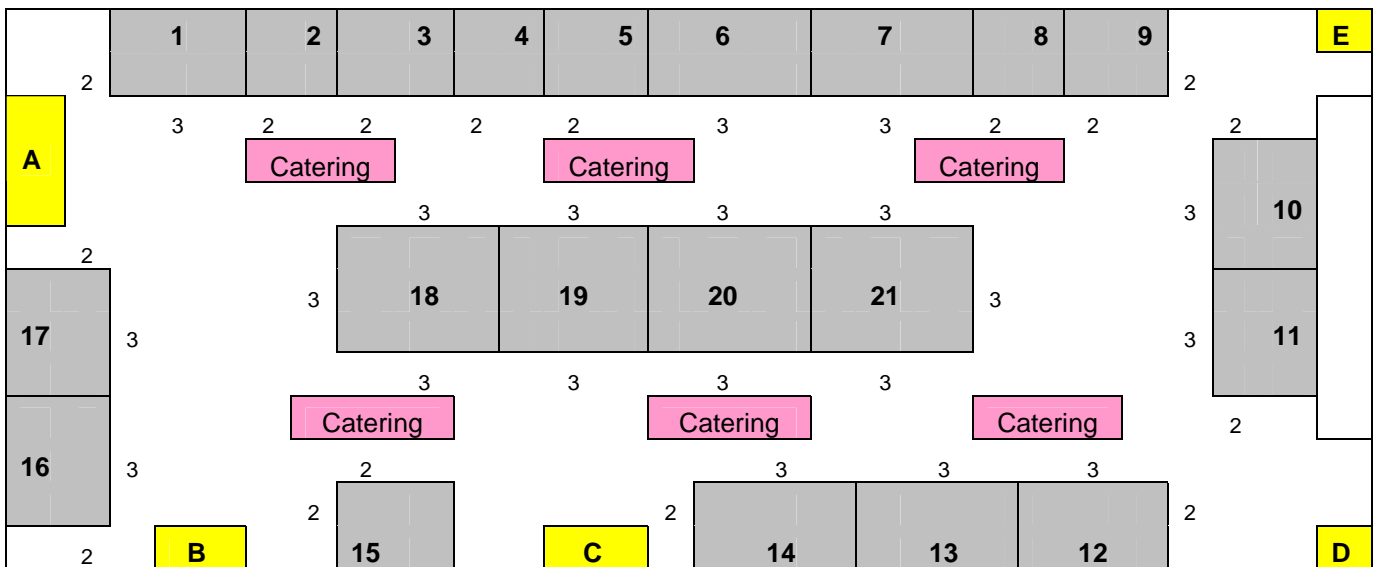 1 2 3 4 5 6 7 8 9 E
2 2
3 2 2 2 2 3 3 2 2 2
A Catering Catering Catering
3 3 3 3 3 10
2
3 18 19 20 21 3
17 3 3 11
3 3 3 3
Catering Catering Catering
2
16 3 2 3 3 3
2 2 2
2 B 15 C 14 13 12 D